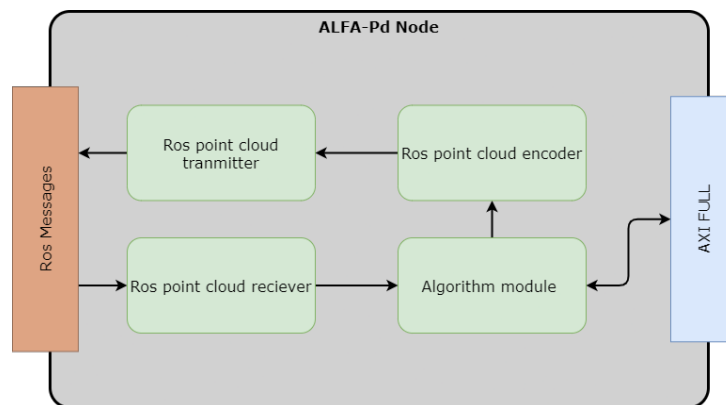 ALFA-Pd Node
Ros Messages
Ros point cloud
tranmitter
Ros point cloud encoder
Ros point cloud reciever
Algorithm module
AXI FULL